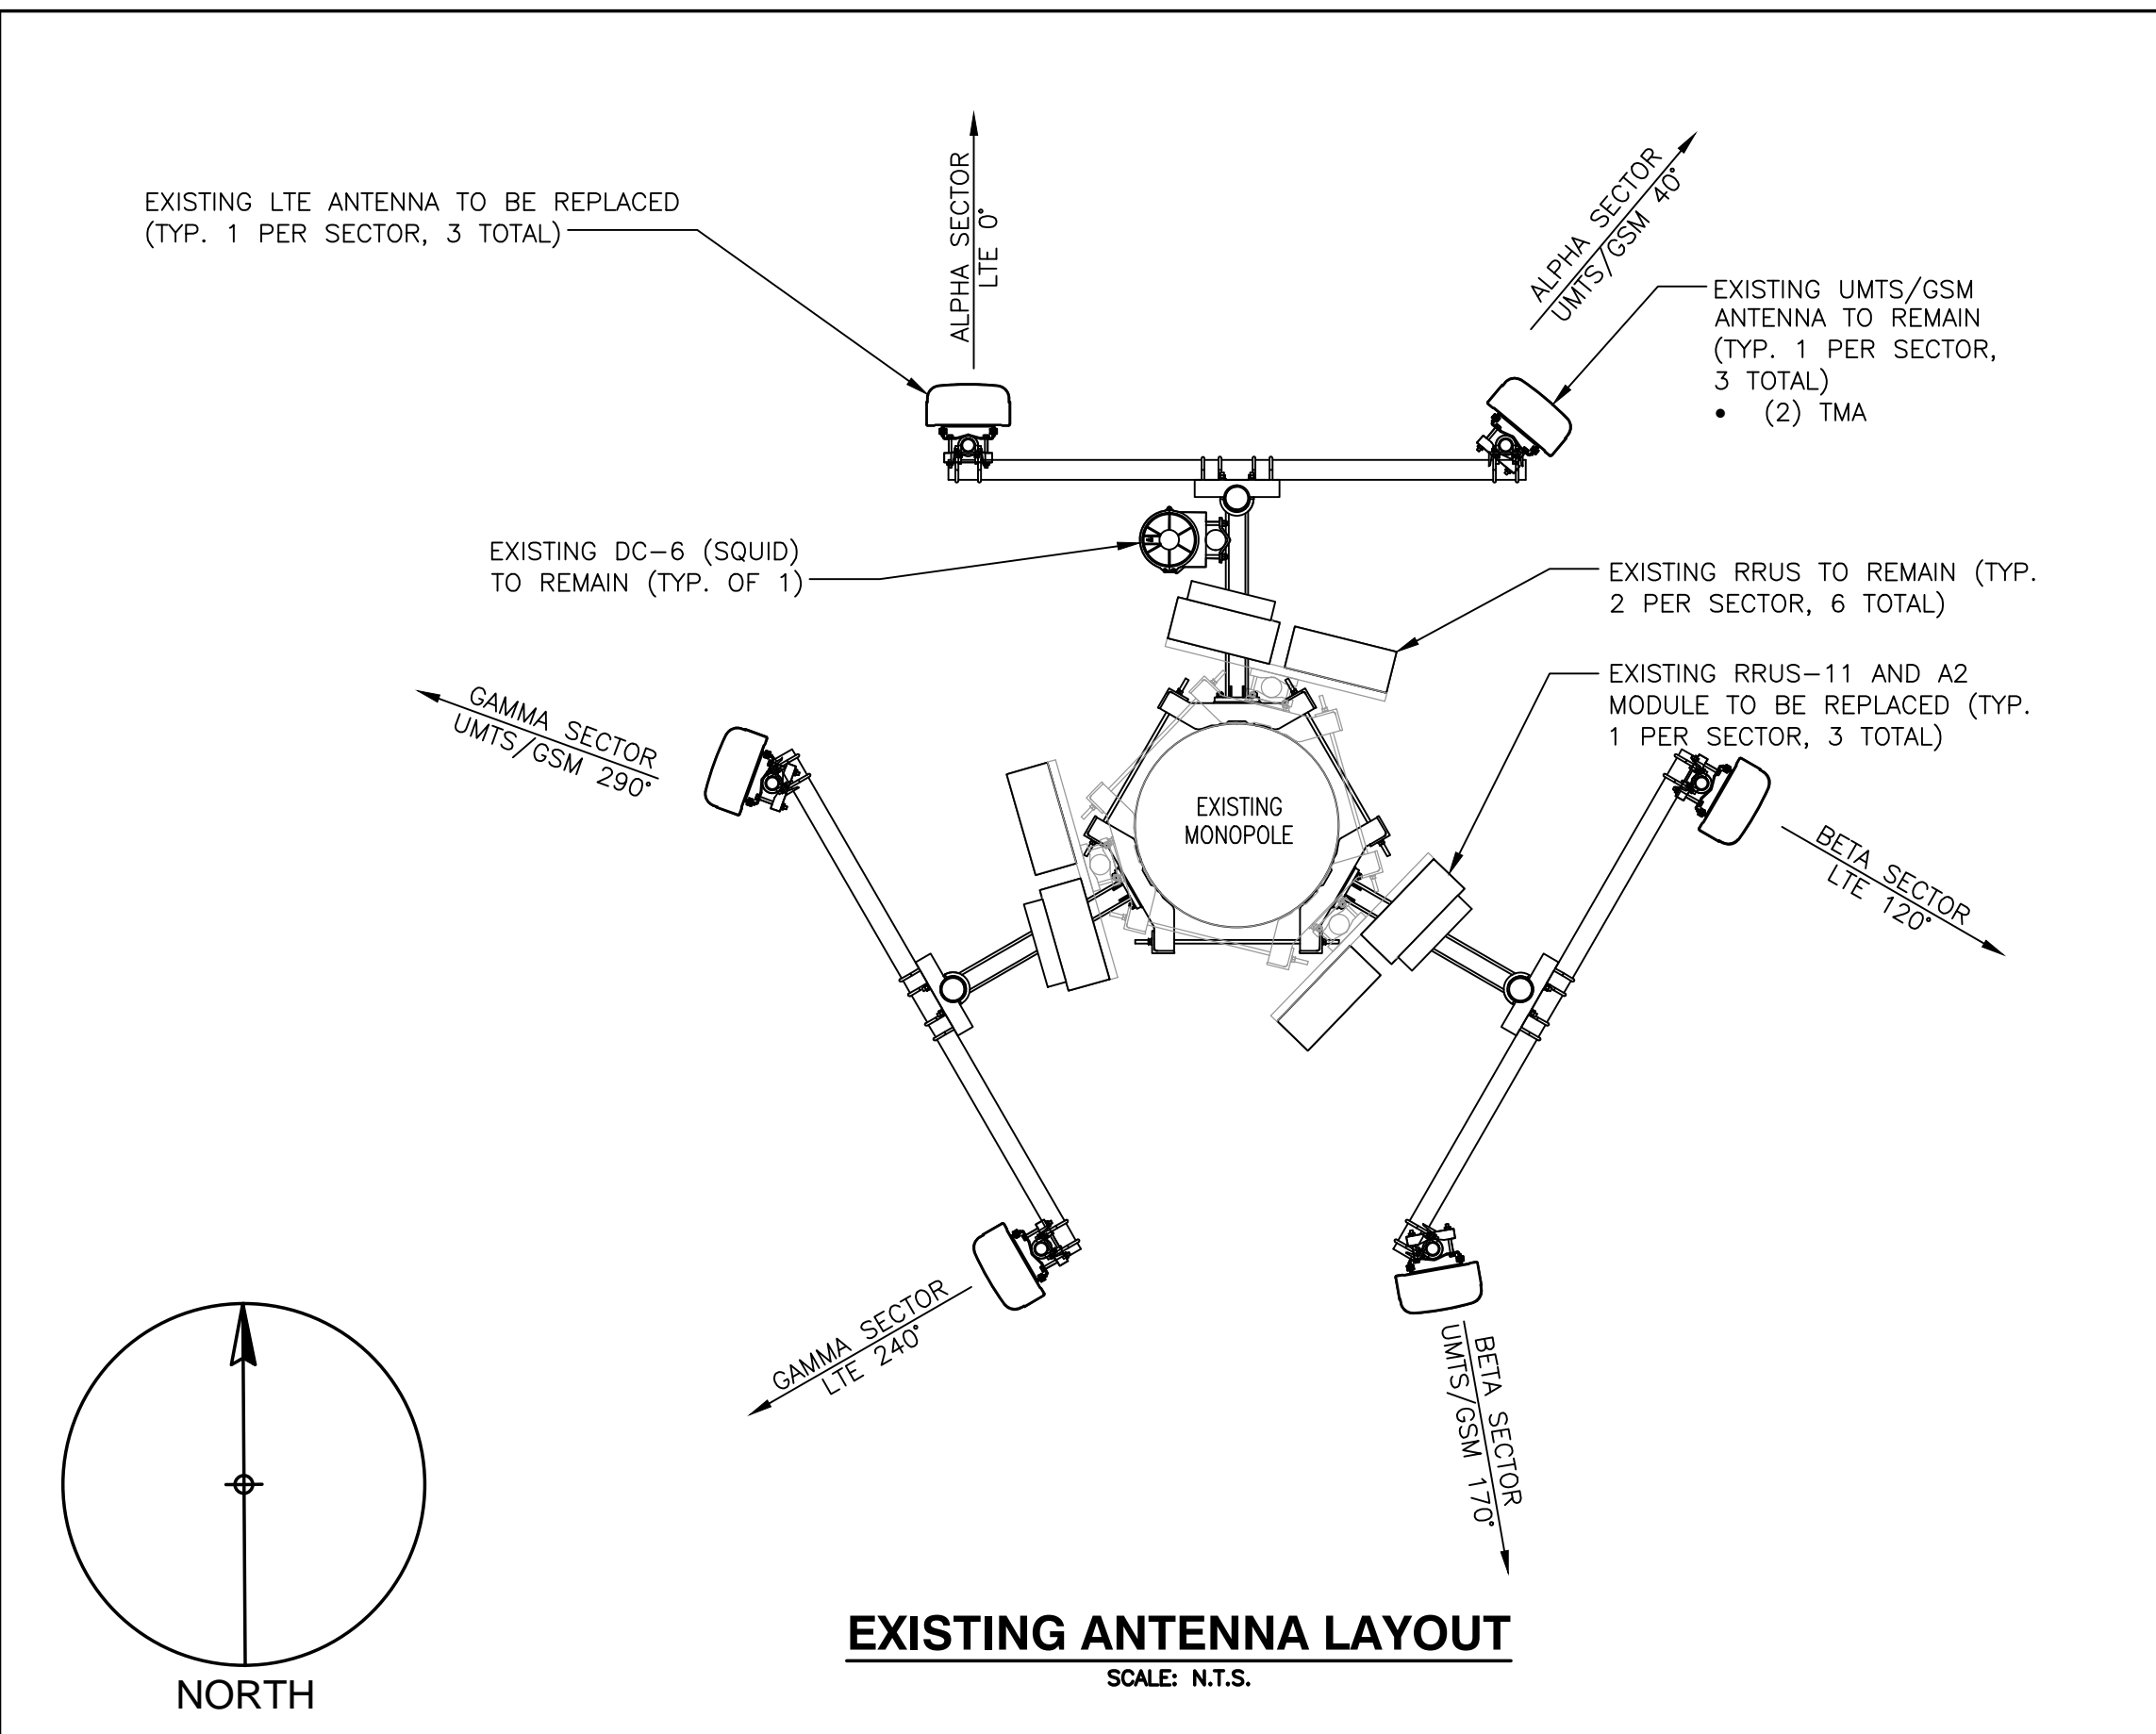 EXISTING LTE ANTENNA TO BE REPLACED
(TYP. 1 PER SECTOR, 3 TOTAL)
ALPHA SECTOR
LTE 0°
ALPHA SECTOR
UMTS/GSM 40°
EXISTING UMTS/GSM
ANTENNA TO REMAIN
(TYP. 1 PER SECTOR,
3 TOTAL)
• (2) TMA
EXISTING DC-6 (SQUID)
TO REMAIN (TYP. OF 1)
EXISTING RRUS TO REMAIN (TYP.
2 PER SECTOR, 6 TOTAL)
EXISTING RRUS-11 AND A2
MODULE TO BE REPLACED (TYP.
1 PER SECTOR, 3 TOTAL)
GAMMA SECTOR
UMTS/GSM 290°
EXISTING
MONOPOLE
BETA SECTOR
LTE 120°
GAMMA SECTOR
LTE 240°
BETA SECTOR
UMTS/GSM 170°
NORTH
EXISTING ANTENNA LAYOUT
SCALE: N.T.S.